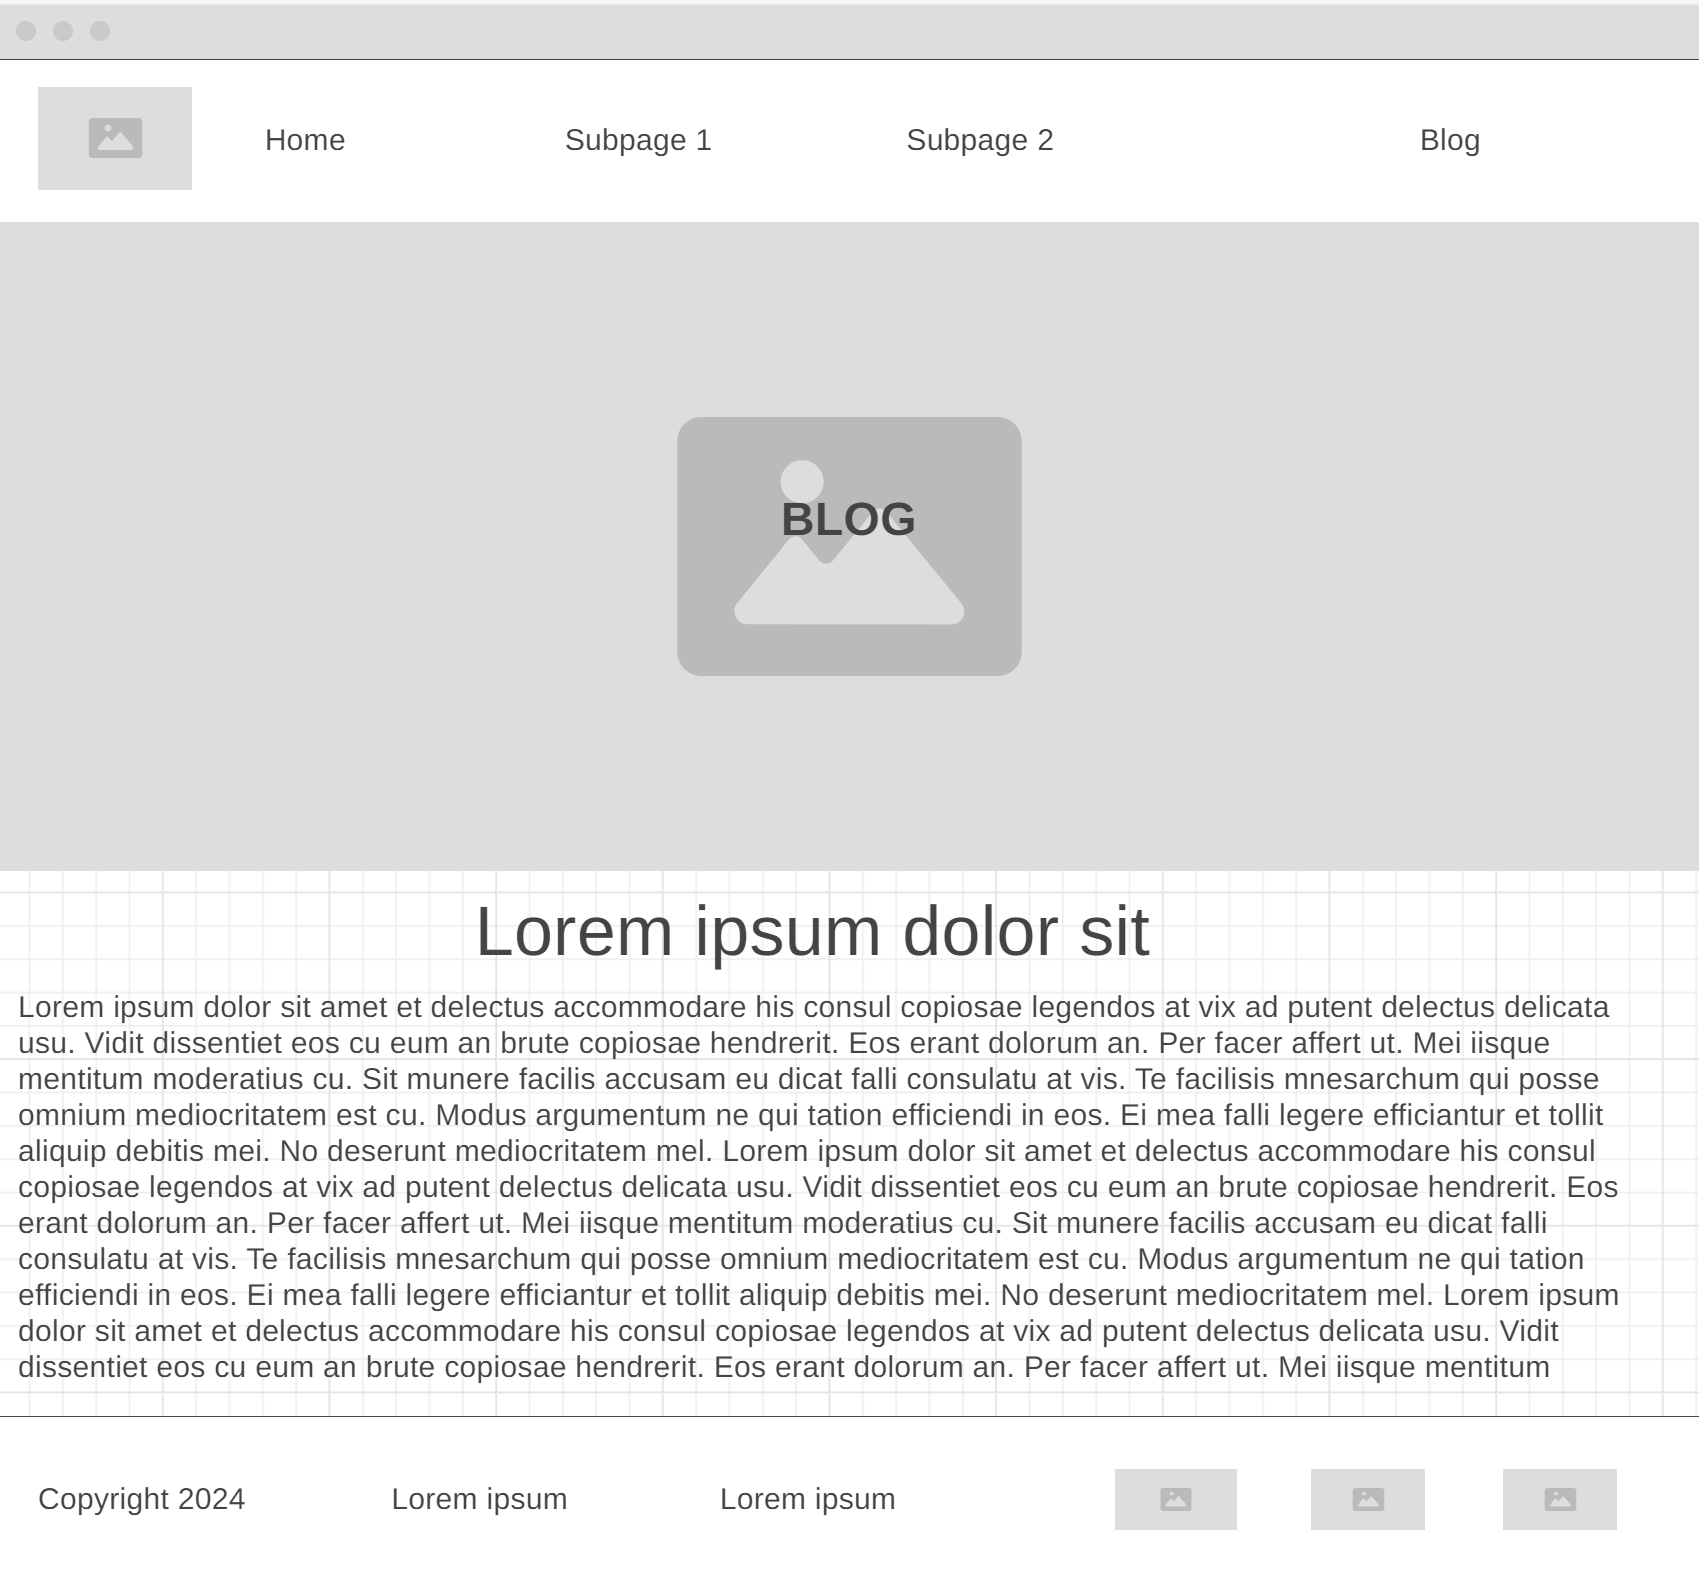 Home Subpage 1 Subpage 2 Blog
BLOG
Lorem ipsum dolor sit
Lorem ipsum dolor sit amet et delectus accommodare his consul copiosae legendos at vix ad putent delectus delicata
usu. Vidit dissentiet eos cu eum an brute copiosae hendrerit. Eos erant dolorum an. Per facer affert ut. Mei iisque
mentitum moderatius cu. Sit munere facilis accusam eu dicat falli consulatu at vis. Te facilisis mnesarchum qui posse
omnium mediocritatem est cu. Modus argumentum ne qui tation efficiendi in eos. Ei mea falli legere efficiantur et tollit
aliquip debitis mei. No deserunt mediocritatem mel. Lorem ipsum dolor sit amet et delectus accommodare his consul
copiosae legendos at vix ad putent delectus delicata usu. Vidit dissentiet eos cu eum an brute copiosae hendrerit. Eos
erant dolorum an. Per facer affert ut. Mei iisque mentitum moderatius cu. Sit munere facilis accusam eu dicat falli
consulatu at vis. Te facilisis mnesarchum qui posse omnium mediocritatem est cu. Modus argumentum ne qui tation
efficiendi in eos. Ei mea falli legere efficiantur et tollit aliquip debitis mei. No deserunt mediocritatem mel. Lorem ipsum
dolor sit amet et delectus accommodare his consul copiosae legendos at vix ad putent delectus delicata usu. Vidit
dissentiet eos cu eum an brute copiosae hendrerit. Eos erant dolorum an. Per facer affert ut. Mei iisque mentitum
Copyright 2024 Lorem ipsum Lorem ipsum